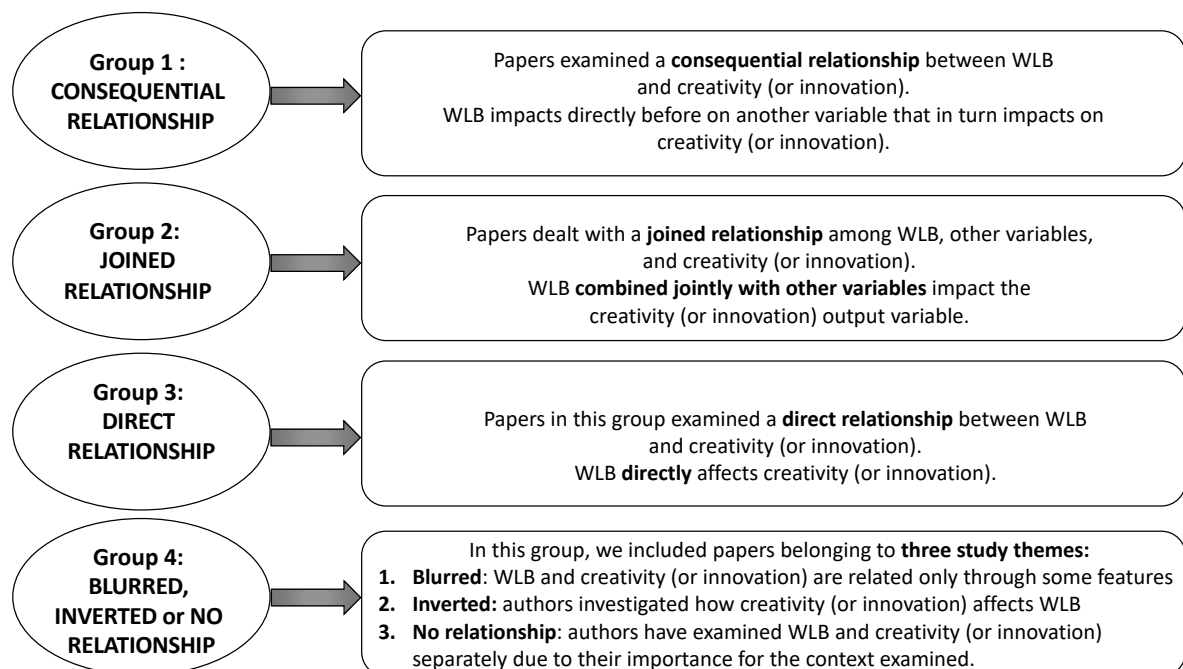 Group 1 :
CONSEQUENTIAL
RELATIONSHIP
Papers examined a consequential relationship between WLB
and creativity (or innovation).
WLB impacts directly before on another variable that in turn impacts on
creativity (or innovation).
Group 2:
JOINED
RELATIONSHIP
Papers dealt with a joined relationship among WLB, other variables,
and creativity (or innovation).
WLB combined jointly with other variables impact the
creativity (or innovation) output variable.
Group 3:
DIRECT
RELATIONSHIP
Papers in this group examined a direct relationship between WLB
and creativity (or innovation).
WLB directly affects creativity (or innovation).
Group 4:
BLURRED,
INVERTED or NO
RELATIONSHIP
In this group, we included papers belonging to three study themes:
1. Blurred: WLB and creativity (or innovation) are related only through some features
2. Inverted: authors investigated how creativity (or innovation) affects WLB
3. No relationship: authors have examined WLB and creativity (or innovation)
separately due to their importance for the context examined.